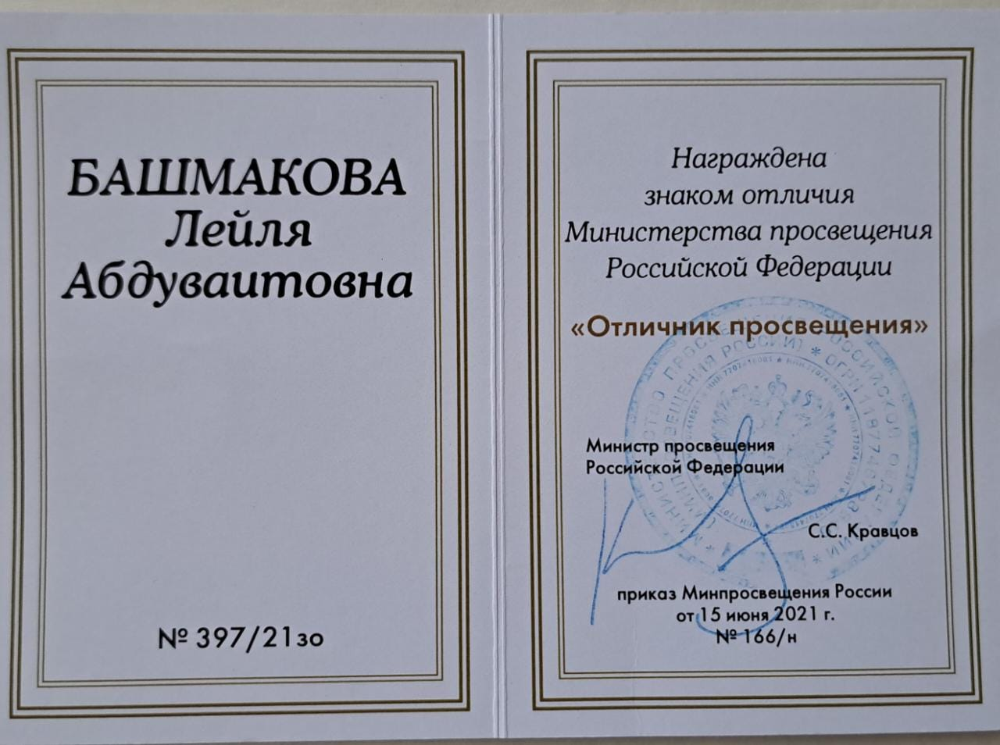 БАШМАКОВА
Лейля
Абдуваитовна
№ 397/21зо
Награждена
знаком отличия
Министерства просвещения
Российской Федерации
«Отличник просвещения»
Министр просвещения
Российской Федерации
С.С. Кравцов
приказ Минпросвещения России
от 15 июня 2021 г.
№ 166/н